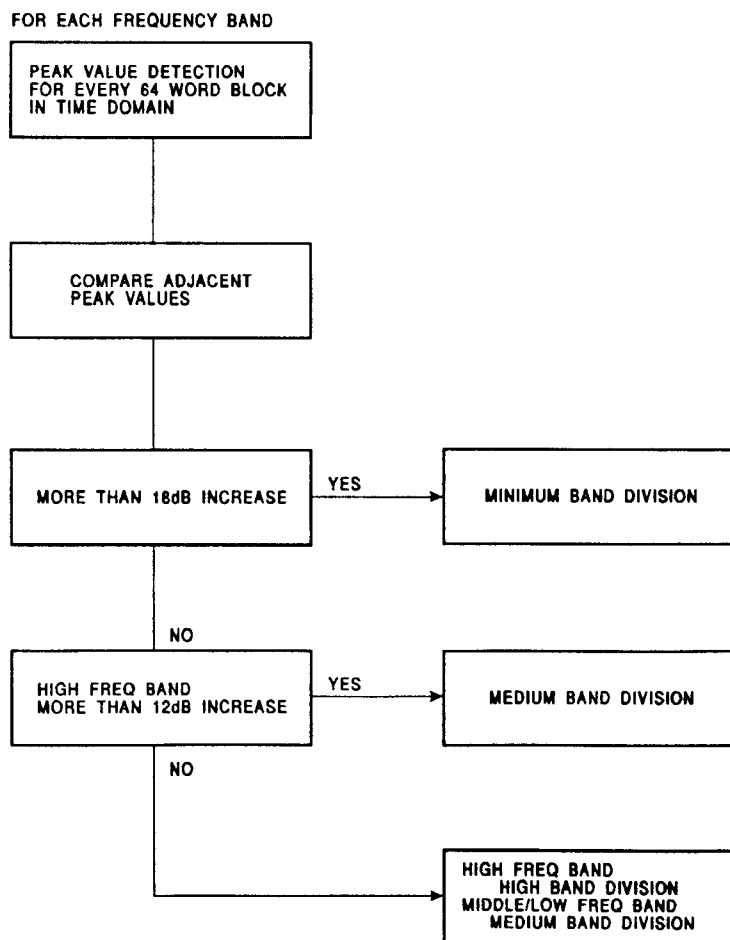 FOR EACH FREQUENCY BAND
PEAK VALUE DETECTION
FOR EVERY 64 WORD BLOCK
IN TIME DOMAIN
COMPARE ADJACENT
PEAK VALUES
MORE THAN 18dB INCREASE
YES
MINIMUM BAND DIVISION
NO
HIGH FREQ BAND
MORE THAN 12dB INCREASE
YES
MEDIUM BAND DIVISION
NO
HIGH FREQ BAND
HIGH BAND DIVISION
MIDDLE/LOW FREQ BAND
MEDIUM BAND DIVISION